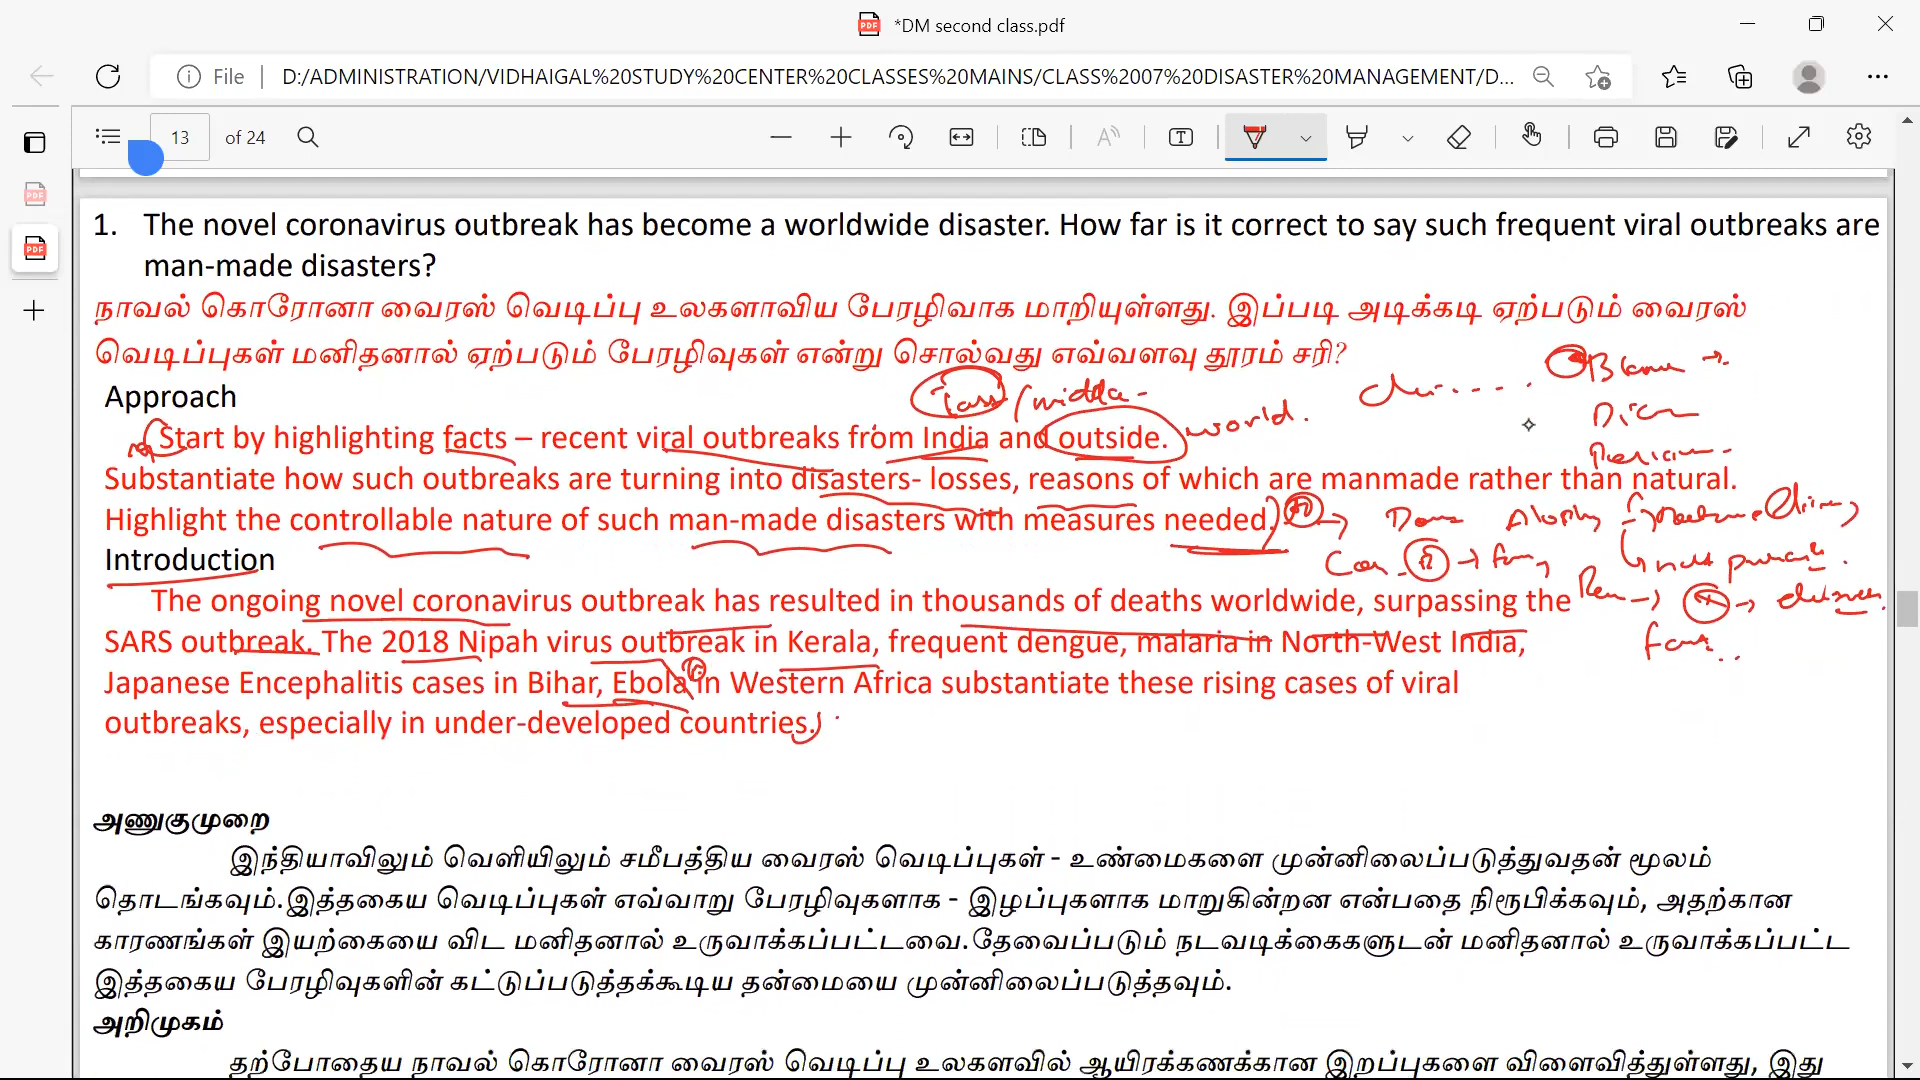 *DM second class.pdf
File
D:/ADMINISTRATION/VIDHAIGAL%20STUDY%20CENTER%20CLASSES%20MAINS/CLASS%2007%20DISASTER%20MANAGEMENT/D...
13 of 24
1. The novel coronavirus outbreak has become a worldwide disaster. How far is it correct to say such frequent viral outbreaks are
man-made disasters?
நாவல் கொரோனா வைரஸ் வெடிப்பு உலகளாவிய பேரழிவாக மாறியுள்ளது. இப்படி அடிக்கடி ஏற்படும் வைரஸ்
வெடிப்புகள் மனிதனால் ஏற்படும் பேரழிவுகள் என்று சொல்வது எவ்வளவு தூரம் சரி?
Approach
Start by highlighting facts – recent viral outbreaks from India and outside.
world.
Substantiate how such outbreaks are turning into disasters- losses, reasons of which are manmade rather than natural.
Highlight the controllable nature of such man-made disasters with measures needed.
Introduction
The ongoing novel coronavirus outbreak has resulted in thousands of deaths worldwide, surpassing the
SARS outbreak. The 2018 Nipah virus outbreak in Kerala, frequent dengue, malaria in North-West India,
Japanese Encephalitis cases in Bihar, Ebola in Western Africa substantiate these rising cases of viral
outbreaks, especially in under-developed countries.
அணுகுமுறை
இந்தியாவிலும் வெளியிலும் சமீபத்திய வைரஸ் வெடிப்புகள் - உண்மைகளை முன்னிலைப்படுத்துவதன் மூலம்
தொடங்கவும்.இத்தகைய வெடிப்புகள் எவ்வாறு பேரழிவுகளாக - இழப்புகளாக மாறுகின்றன என்பதை நிரூபிக்கவும், அதற்கான
காரணங்கள் இயற்கையை விட மனிதனால் உருவாக்கப்பட்டவை.தேவைப்படும் நடவடிக்கைகளுடன் மனிதனால் உருவாக்கப்பட்ட
இத்தகைய பேரழிவுகளின் கட்டுப்படுத்தக்கூடிய தன்மையை முன்னிலைப்படுத்தவும்.
அறிமுகம்
தற்போதைய நாவல் கொரோனா வைரஸ் வெடிப்பு உலகளவில் ஆயிரக்கணக்கான இறப்புகளை விளைவித்துள்ளது, இது